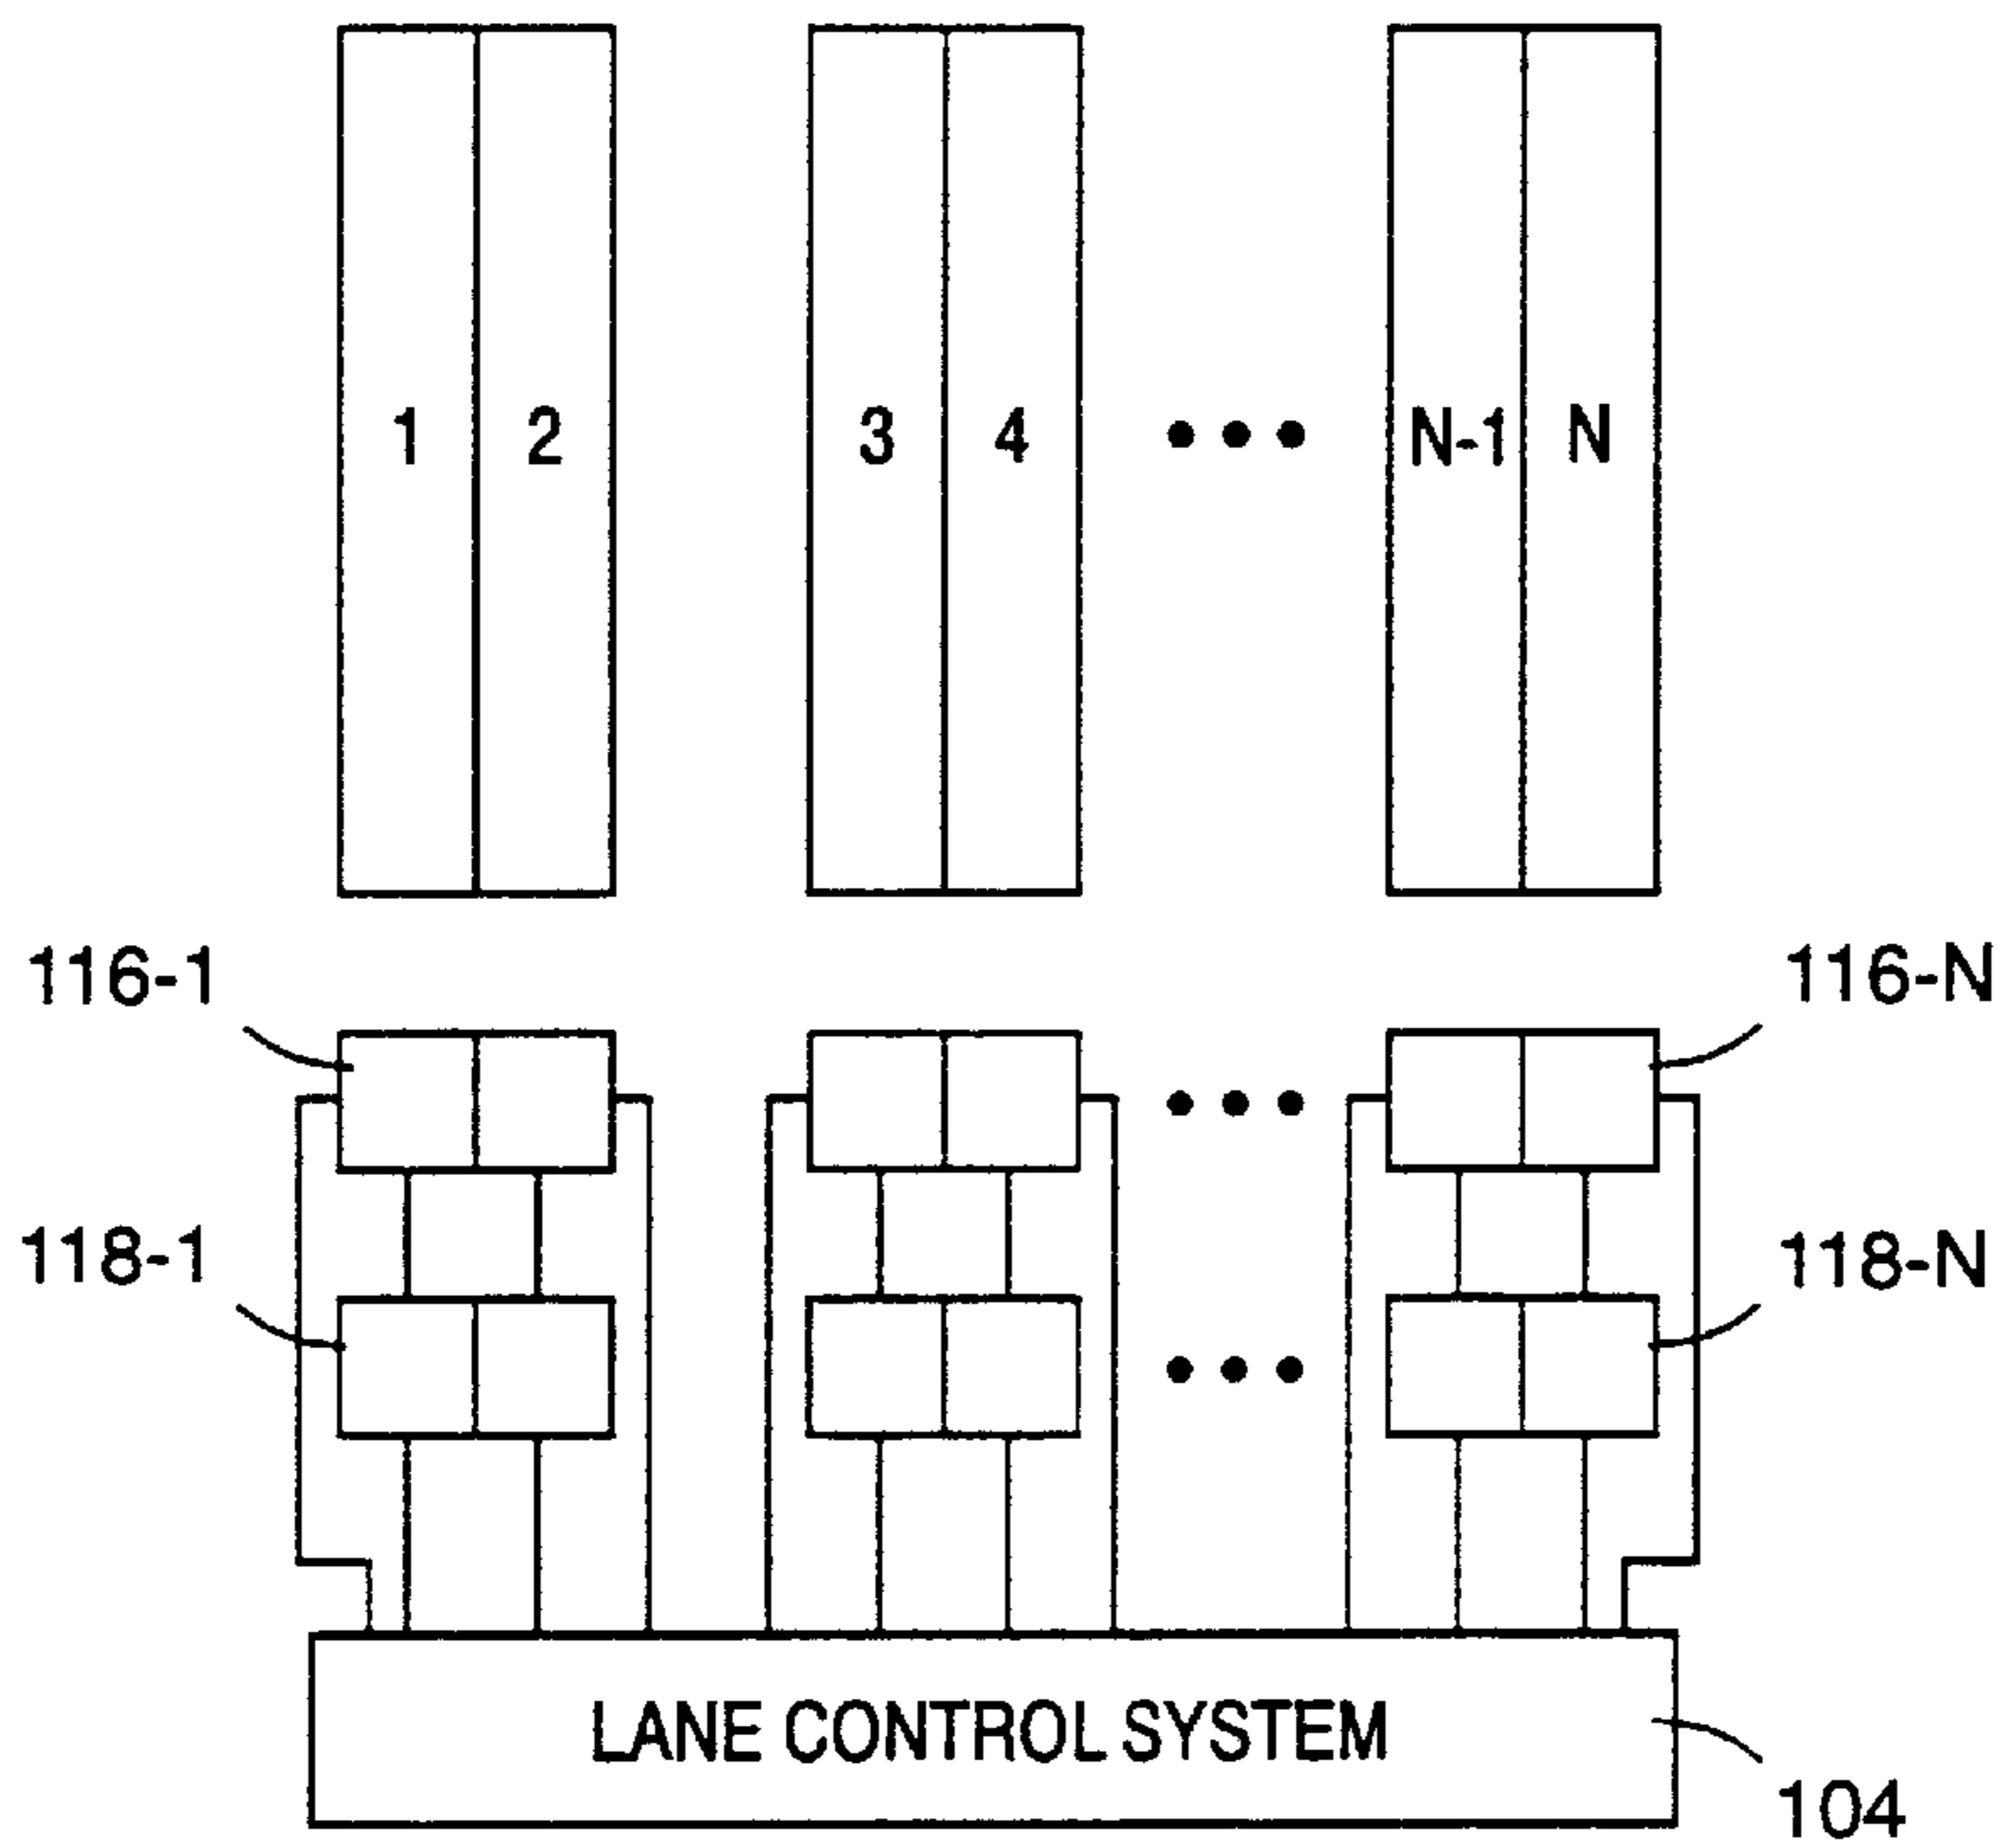 1 2 3 4 N-1 N
116-1 116-N
118-1 118-N
LANE CONTROL SYSTEM
104